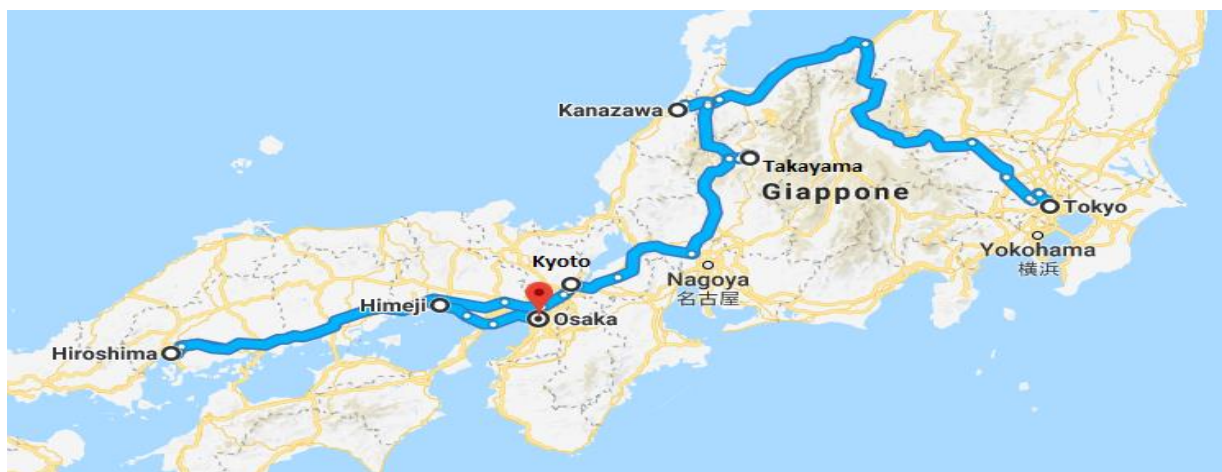 Kanazawa
Takayama
Giappone
Tokyo
Yokohama
横浜
Kyoto
Nagoya
名古屋
Himeji
Osaka
Hiroshima